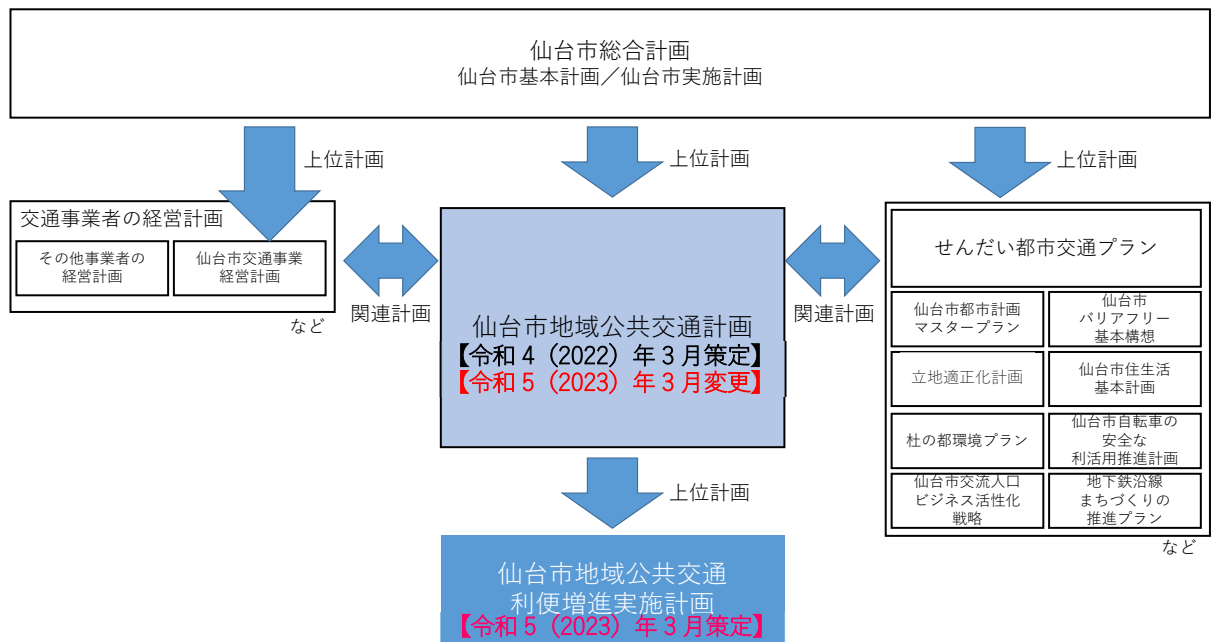 仙台市総合計画
仙台市基本計画／仙台市実施計画
上位計画
上位計画
上位計画
交通事業者の経営計画
その他事業者の
経営計画
仙台市交通事業
経営計画
など
関連計画
仙台市地域公共交通計画
【令和４（2022）年３月策定】
【令和５（2023）年３月変更】
関連計画
せんだい都市交通プラン
仙台市都市計画
マスタープラン
仙台市
バリアフリー
基本構想
立地適正化計画
仙台市住生活
基本計画
杜の都環境プラン
仙台市自転車の
安全な
利活用推進計画
仙台市交流人口
ビジネス活性化
戦略
地下鉄沿線
まちづくりの
推進プラン
など
上位計画
仙台市地域公共交通
利便増進実施計画
【令和５（2023）年３月策定】